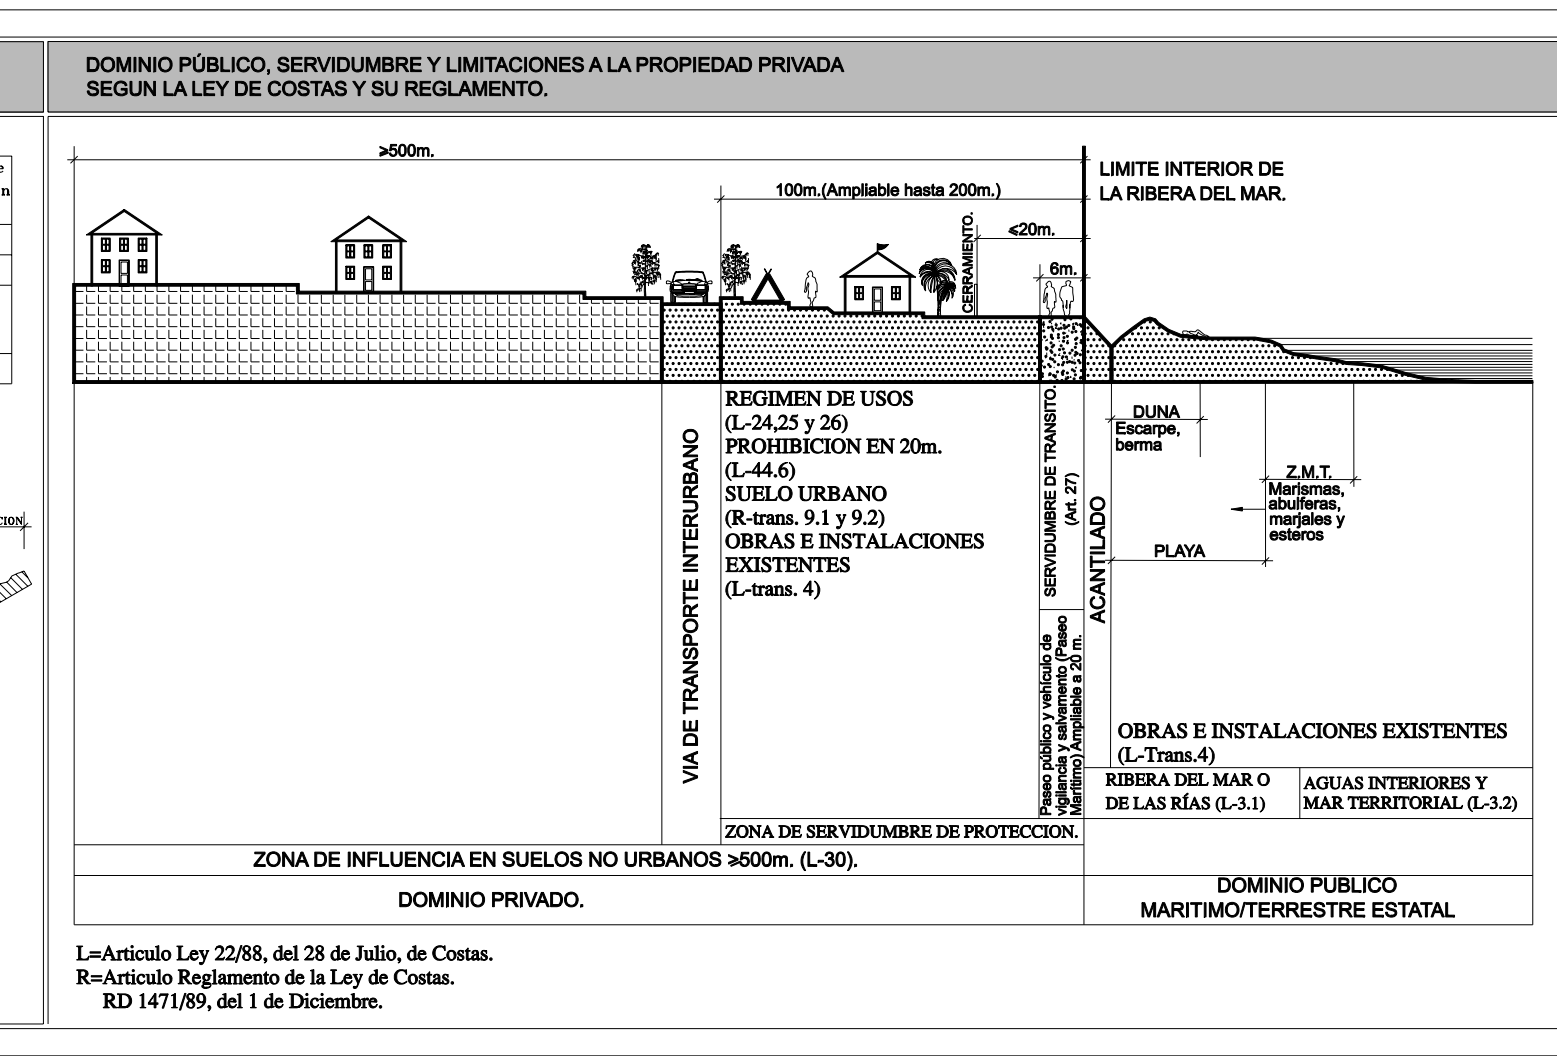 DOMINIO PÚBLICO, SERVIDUMBRE Y LIMITACIONES A LA PROPIEDAD PRIVADA
SEGUN LA LEY DE COSTAS Y SU REGLAMENTO.
e
n
CION
≥500m.
LIMITE INTERIOR DE
LA RIBERA DEL MAR.
100m.(Ampliable hasta 200m.)
CERRAMIENTO.
≤20m.
6m.
REGIMEN DE USOS
(L-24,25 y 26)
PROHIBICION EN 20m.
(L-44.6)
SUELO URBANO
(R-trans. 9.1 y 9.2)
OBRAS E INSTALACIONES
EXISTENTES
(L-trans. 4)
VIA DE TRANSPORTE INTERURBANO
SERVIDUMBRE DE TRANSITO.
(Art. 27)
Paseo público y vehículo de
vigilancia y salvamento (Paseo
Marítimo) Ampliable a 20 m.
ACANTILADO
DUNA
Escarpe,
berma
Z.M.T.
Marismas,
abulferas,
marjales y
esteros
PLAYA
OBRAS E INSTALACIONES EXISTENTES
(L-Trans.4)
RIBERA DEL MAR O
DE LAS RÍAS (L-3.1)
AGUAS INTERIORES Y
MAR TERRITORIAL (L-3.2)
ZONA DE SERVIDUMBRE DE PROTECCION.
ZONA DE INFLUENCIA EN SUELOS NO URBANOS ≥500m. (L-30).
DOMINIO PRIVADO.
DOMINIO PUBLICO
MARITIMO/TERRESTRE ESTATAL
L=Articulo Ley 22/88, del 28 de Julio, de Costas.
R=Articulo Reglamento de la Ley de Costas.
RD 1471/89, del 1 de Diciembre.